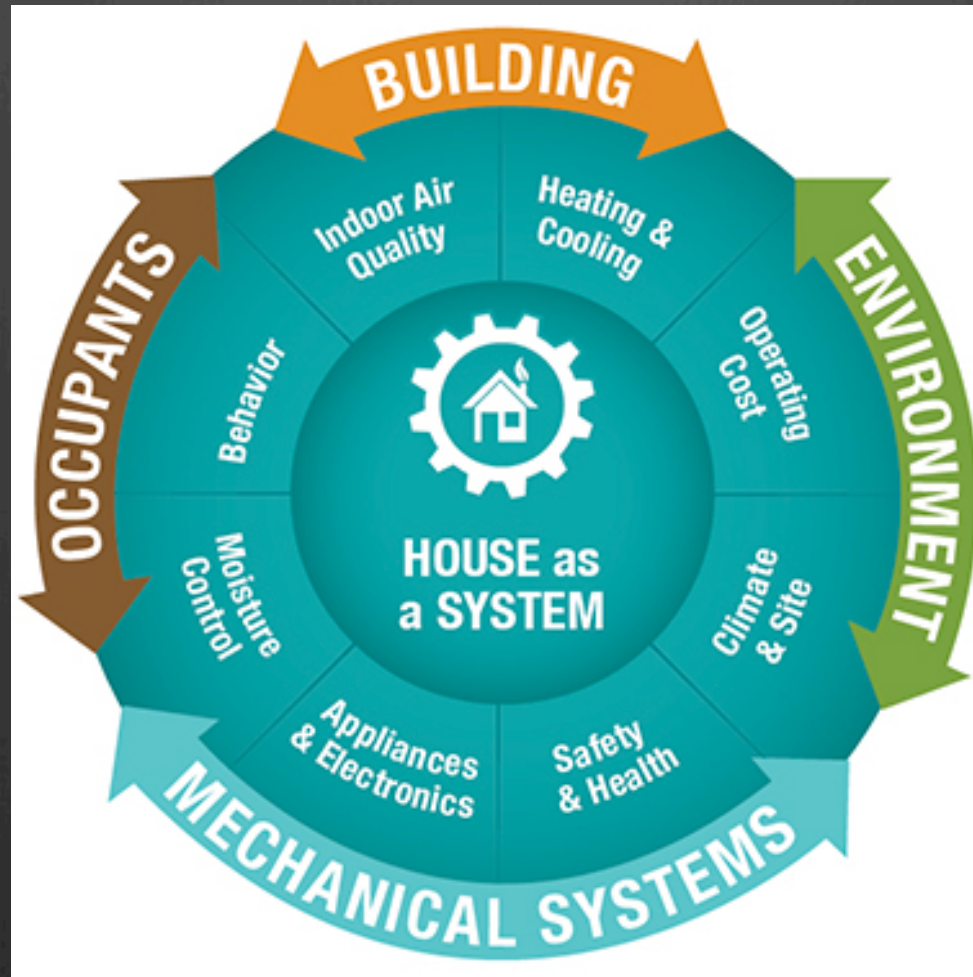 BUILDING
ENVIRONMENT
MECHANICAL SYSTEMS
OCCUPANTS
Indoor Air
Quality
Heating &
Cooling
Operating
Cost
Climate
& Site
Safety
& Health
Appliances
& Electronics
Moisture
Control
Behavior
HOUSE as
a SYSTEM